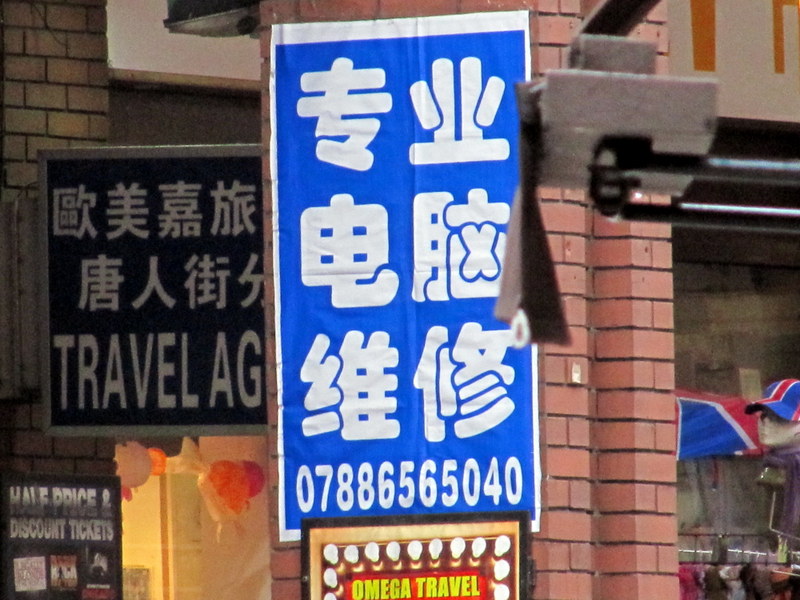 专业
电脑
维修
07886565040
歐美嘉旅
唐人街分
TRAVEL AG
HALF PRICE &
DISCOUNT TICKETS
OMEGA TRAVEL